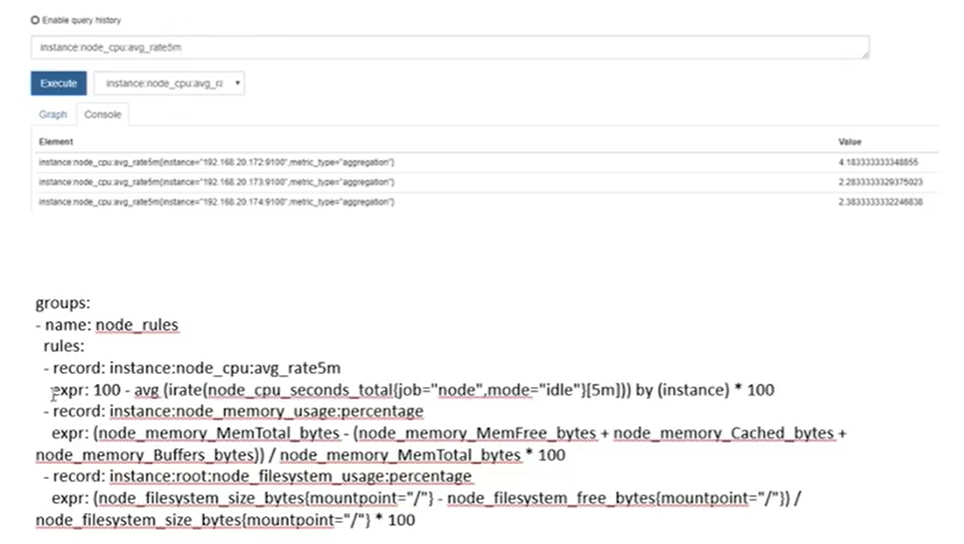 Enable query history
instance:node_cpu:avg_rate5m
Execute instance:node_cpu:avg_ra
Graph Console
Element Value
instance:node_cpu:avg_rate5m{instance="192.168.20.172:9100",metric_type="aggregation"} 4.183333333348855
instance:node_cpu:avg_rate5m{instance="192.168.20.173:9100",metric_type="aggregation"} 2.2833333329375023
instance:node_cpu:avg_rate5m{instance="192.168.20.174:9100",metric_type="aggregation"} 2.3833333332246838
groups:
- name: node_rules
rules:
- record: instance:node_cpu:avg_rate5m
expr: 100 - avg (irate(node_cpu_seconds_total{job="node",mode="idle"}[5m])) by (instance) * 100
- record: instance:node_memory_usage:percentage
expr: (node_memory_MemTotal_bytes - (node_memory_MemFree_bytes + node_memory_Cached_bytes +
node_memory_Buffers_bytes)) / node_memory_MemTotal_bytes * 100
- record: instance:root:node_filesystem_usage:percentage
expr: (node_filesystem_size_bytes{mountpoint="/"} - node_filesystem_free_bytes{mountpoint="/"}) /
node_filesystem_size_bytes{mountpoint="/"} * 100